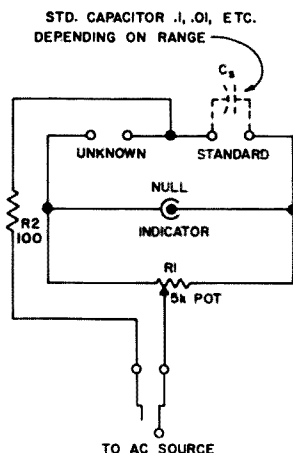 STD. CAPACITOR .1, .01, ETC.
DEPENDING ON RANGE
Cs
UNKNOWN
STANDARD
NULL
INDICATOR
R2
100
R1
5k POT
TO AC SOURCE